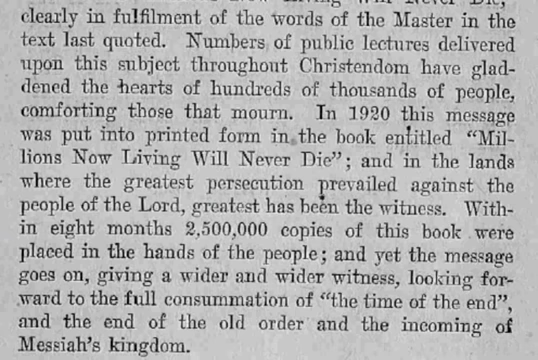 Now Living Will Never Die,
clearly in fulfilment of the words of the Master in the
text last quoted. Numbers of public lectures delivered
upon this subject throughout Christendom have glad-
dened the hearts of hundreds of thousands of people,
comforting those that mourn. In 1920 this message
was put into printed form in the book entitled "Mil-
lions Now Living Will Never Die"; and in the lands
where the greatest persecution prevailed against the
people of the Lord, greatest has been the witness. With-
in eight months 2,500,000 copies of this book were
placed in the hands of the people; and yet the message
goes on, giving a wider and wider witness, looking for-
ward to the full consummation of "the time of the end",
and the end of the old order and the incoming of
Messiah's kingdom.